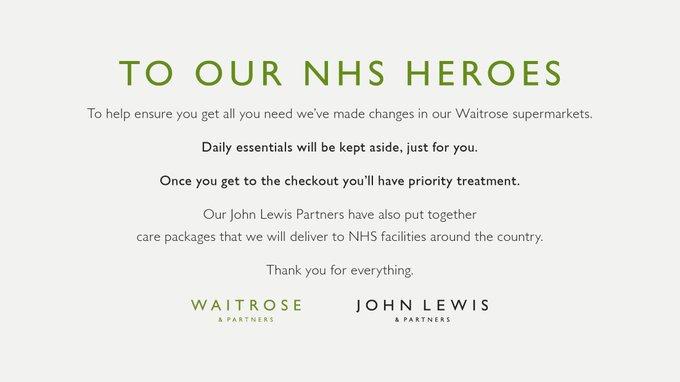 TO OUR NHS HEROES
To help ensure you get all you need we've made changes in our Waitrose supermarkets.
Daily essentials will be kept aside, just for you.
Once you get to the checkout you'll have priority treatment.
Our John Lewis Partners have also put together
care packages that we will deliver to NHS facilities around the country.
Thank you for everything.
WAITROSE
& PARTNERS
JOHN LEWIS
& PARTNERS